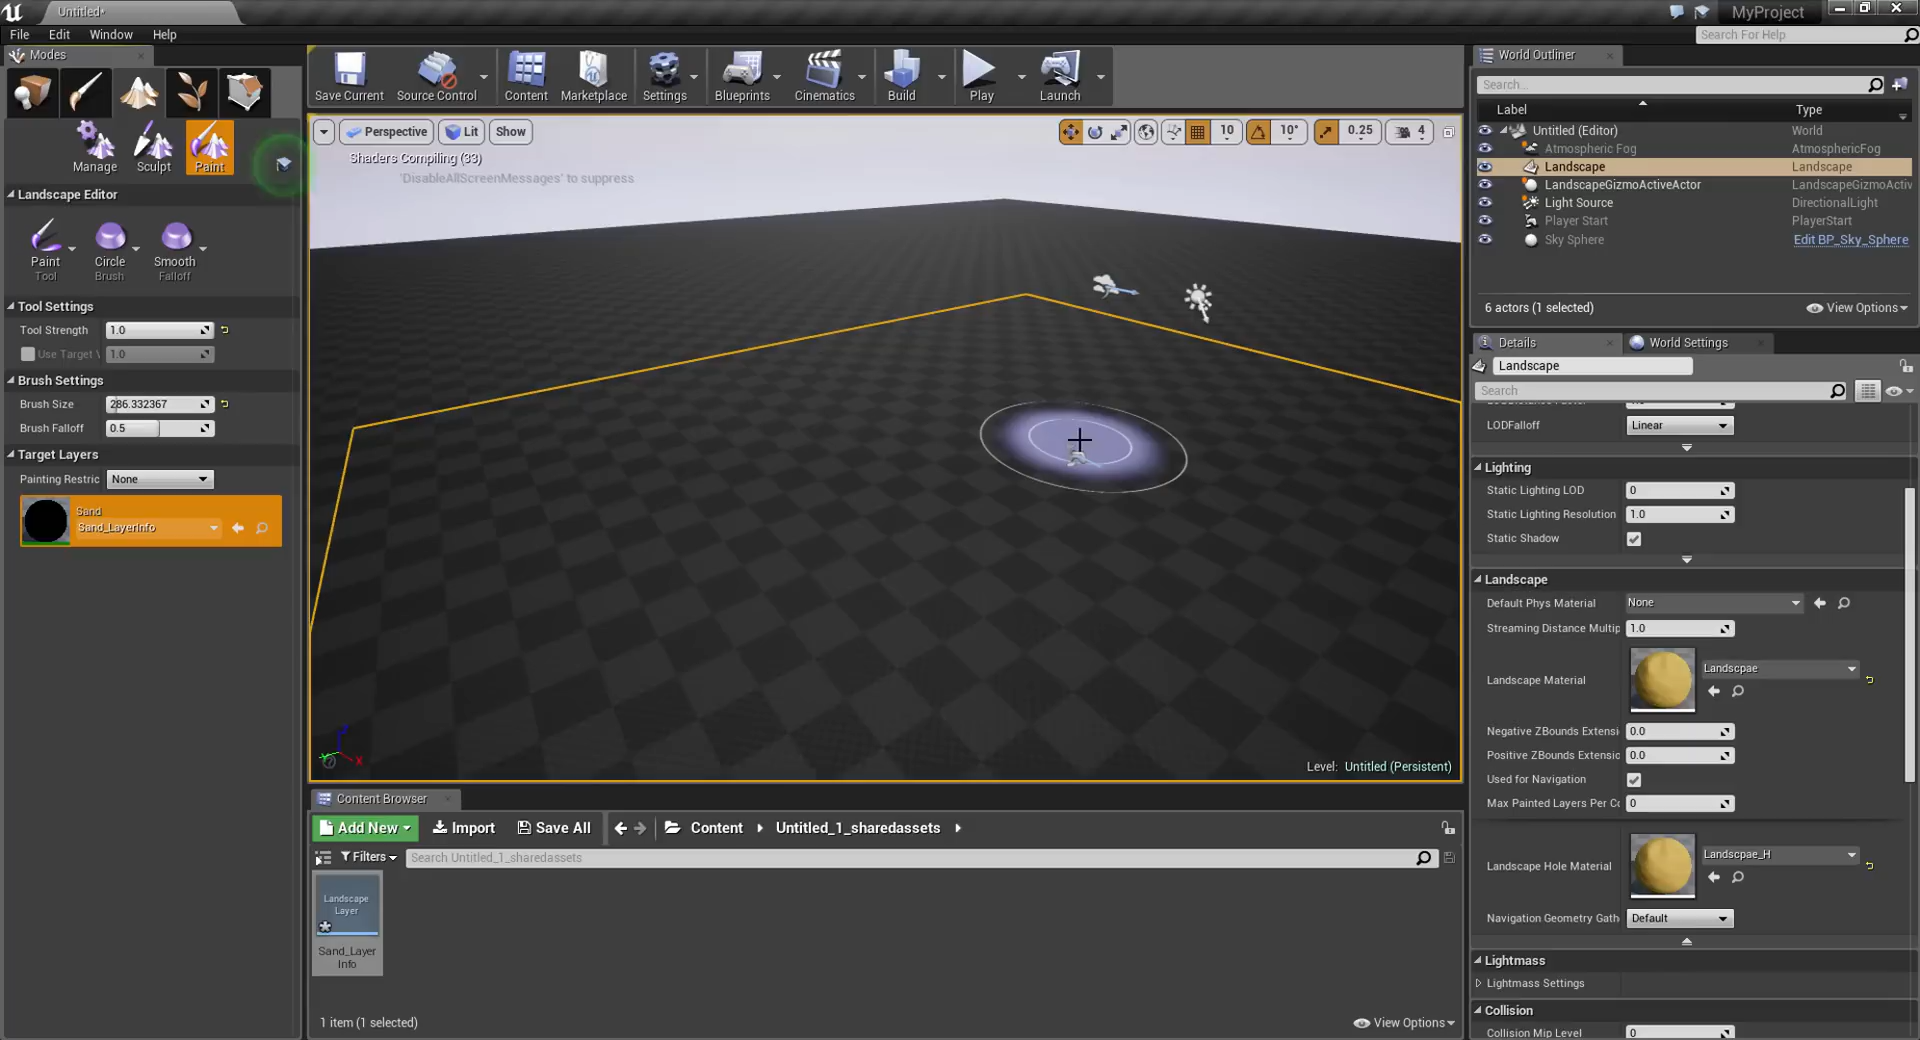 Untitled*
MyProject
File Edit Window Help
Search For Help
Modes
Manage Sculpt Paint
Landscape Editor
Paint Circle Smooth
Tool Brush Falloff
Tool Settings
Tool Strength 1.0
Use Target V 1.0
Brush Settings
Brush Size 286.332367
Brush Falloff 0.5
Target Layers
Painting Restric None
Sand
Sand_LayerInfo
Save Current Source Control Content Marketplace Settings Blueprints Cinematics Build Play Launch
Perspective Lit Show
10 10° 0.25 4
Shaders Compiling (33)
'DisableAllScreenMessages' to suppress
Z
Y X
Level: Untitled (Persistent)
Content Browser
Add New Import Save All Content Untitled_1_sharedassets
Filters Search Untitled_1_sharedassets
Landscape
Layer
Sand_Layer
Info
1 item (1 selected)
View Options
World Outliner
Search...
Label Type
Untitled (Editor) World
Atmospheric Fog AtmosphericFog
Landscape Landscape
LandscapeGizmoActiveActor LandscapeGizmoActiv
Light Source DirectionalLight
Player Start PlayerStart
Sky Sphere Edit BP_Sky_Sphere
6 actors (1 selected) View Options
Details World Settings
Landscape
Search
LODFalloff Linear
Lighting
Static Lighting LOD 0
Static Lighting Resolution 1.0
Static Shadow
Landscape
Default Phys Material None
Streaming Distance Multip 1.0
Landscape Material Landscpae
Negative ZBounds Extensi 0.0
Positive ZBounds Extensio 0.0
Used for Navigation
Max Painted Layers Per Co 0
Landscape Hole Material Landscpae_H
Navigation Geometry Gath Default
Lightmass
Lightmass Settings
Collision
Collision Mip Level 0